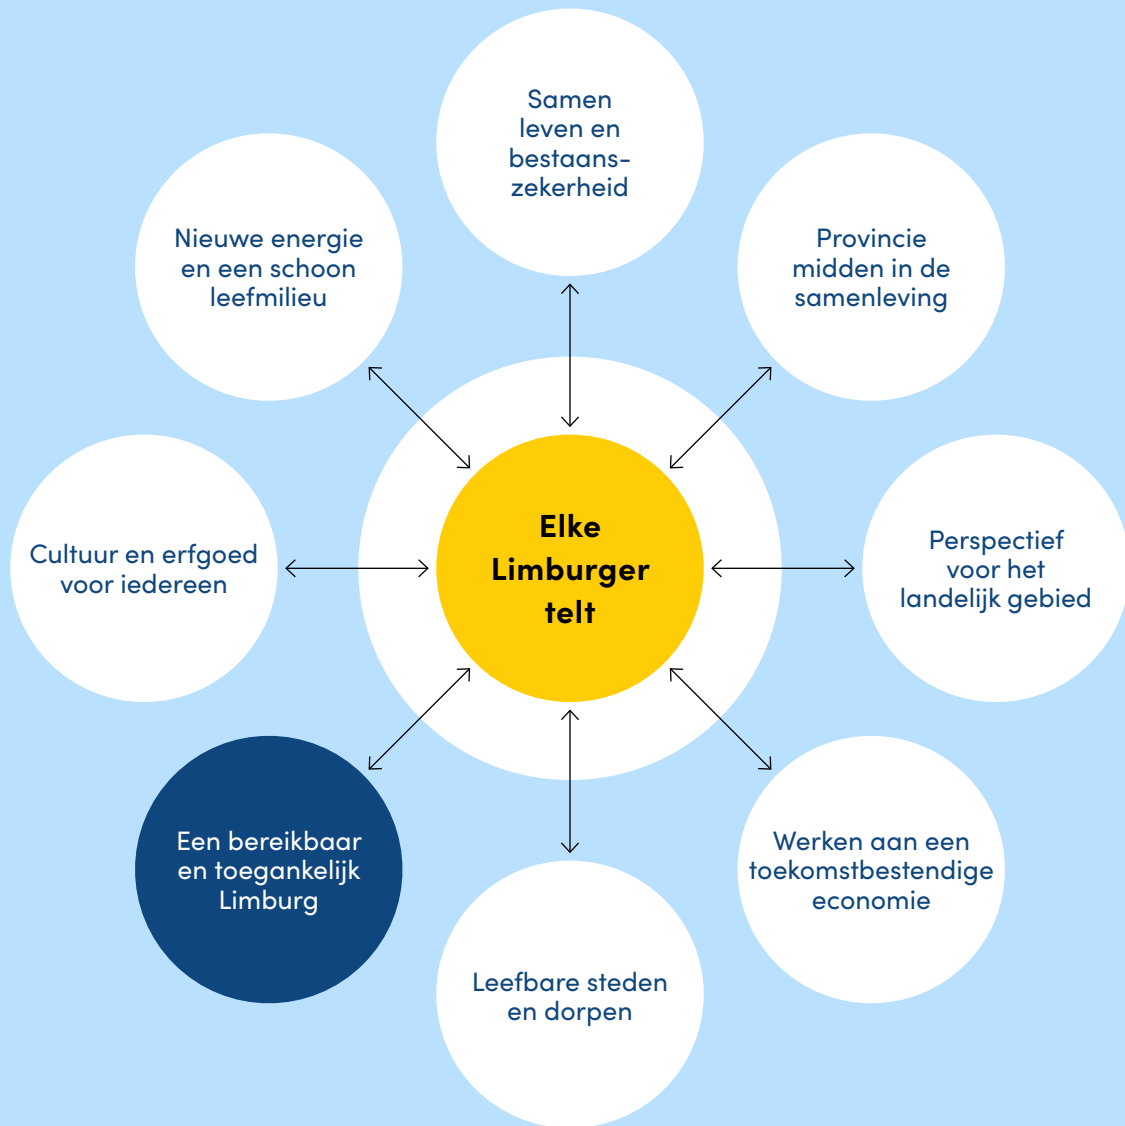 Samen
leven en
bestaans-
zekerheid
Provincie
midden in de
samenleving
Perspectief
voor het
landelijk gebied
Werken aan een
toekomstbestendige
economie
Leefbare steden
en dorpen
Een bereikbaar
en toegankelijk
Limburg
Cultuur en erfgoed
voor iedereen
Nieuwe energie
en een schoon
leefmilieu
Elke
Limburger
telt